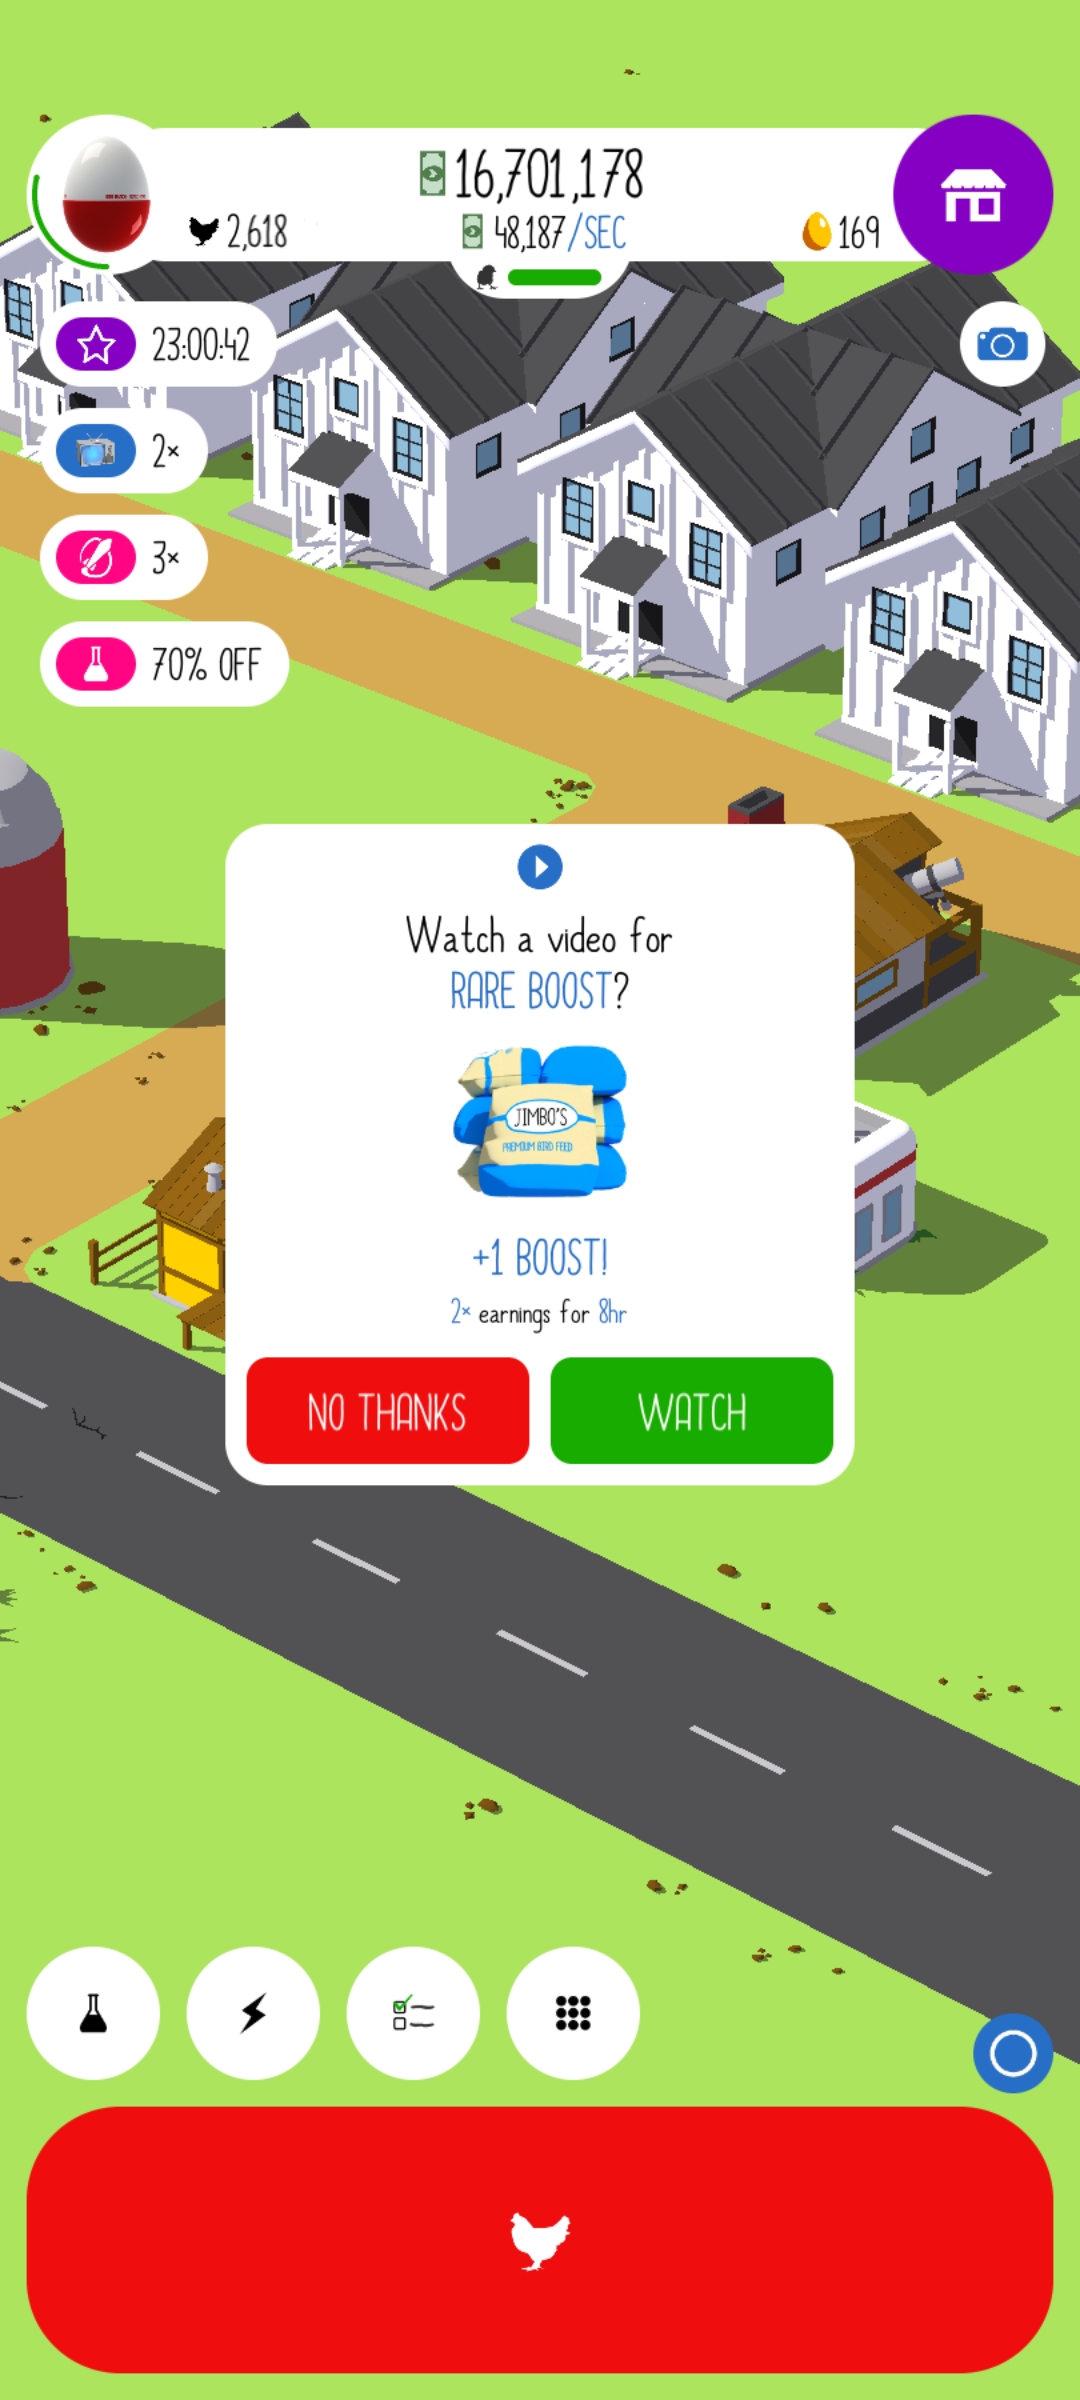 16,701,178
2,618
48,187/SEC
169
23:00:42
2×
3×
70% OFF
Watch a video for
RARE BOOST?
JIMBO'S
PREMIUM BIRD FEED
+1 BOOST!
2× earnings for 8hr
NO THANKS
WATCH